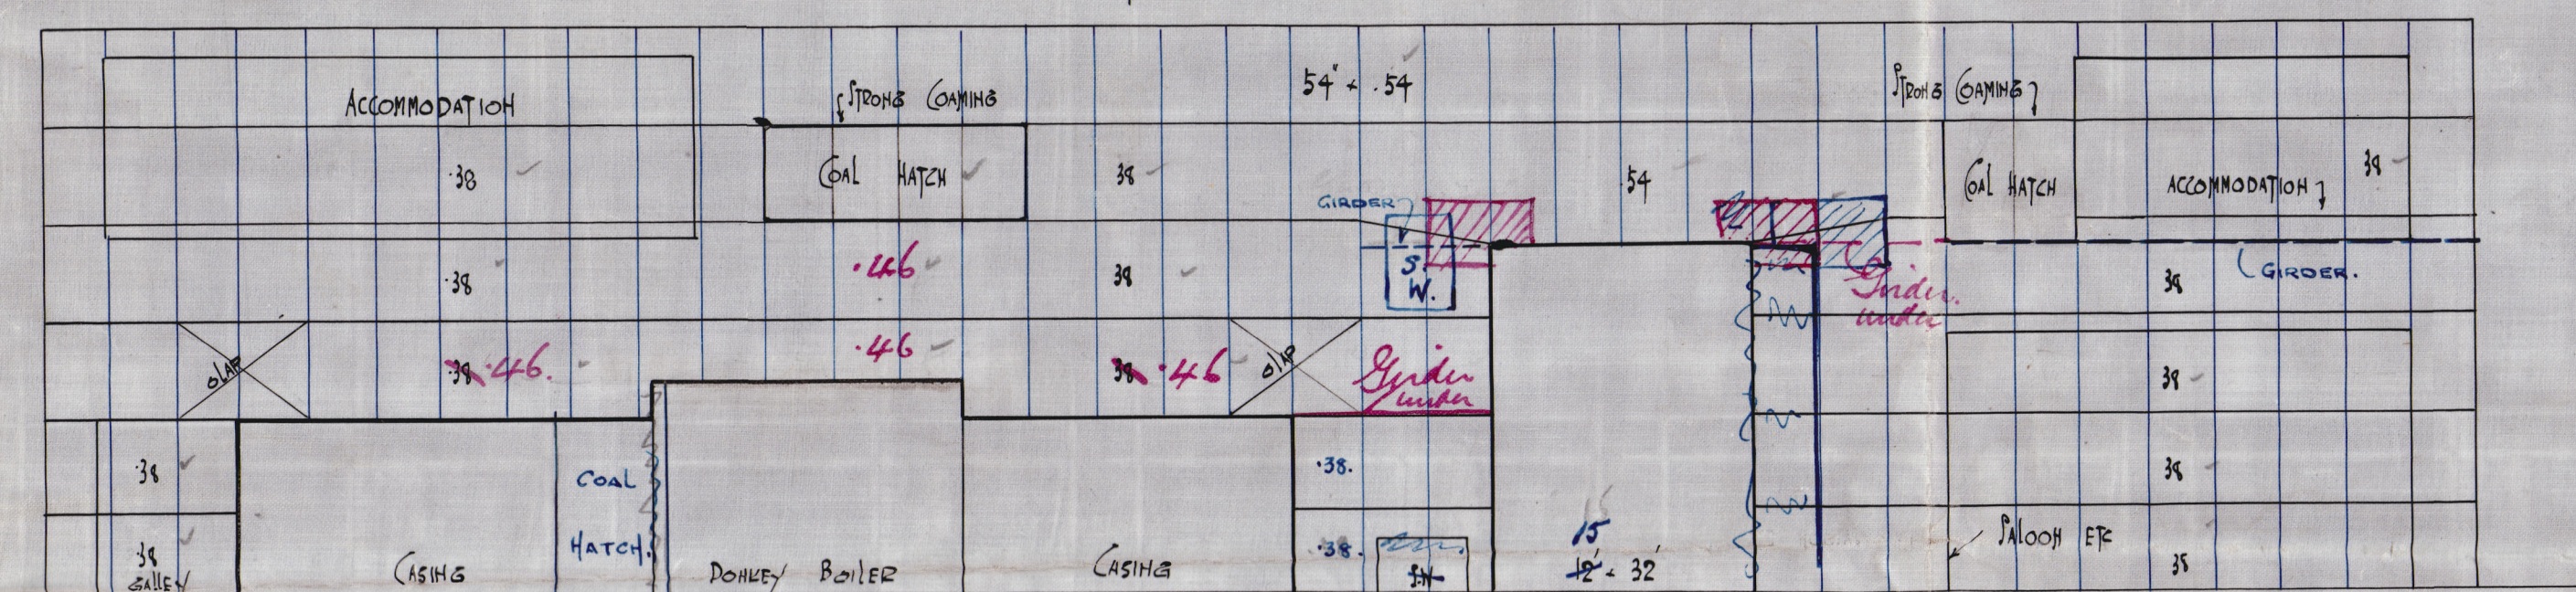 54" × .54
STRONG COAMING
STRONG COAMING
ACCOMMODATION
.38
COAL HATCH
38
.54
COAL HATCH
ACCOMMODATION
38
GIRDER
.38
.46
38
S.
W.
Girder
under
38
GIRDER.
OLAP
38 .46.
.46
38 .46
OLAP
Girder
under
38
.38
COAL
HATCH.
.38.
38
.38
GALLEY
CASING
DONKEY BOILER
CASING
.38.
S.W
15
15
12' × 32'
SALOON ETC
38